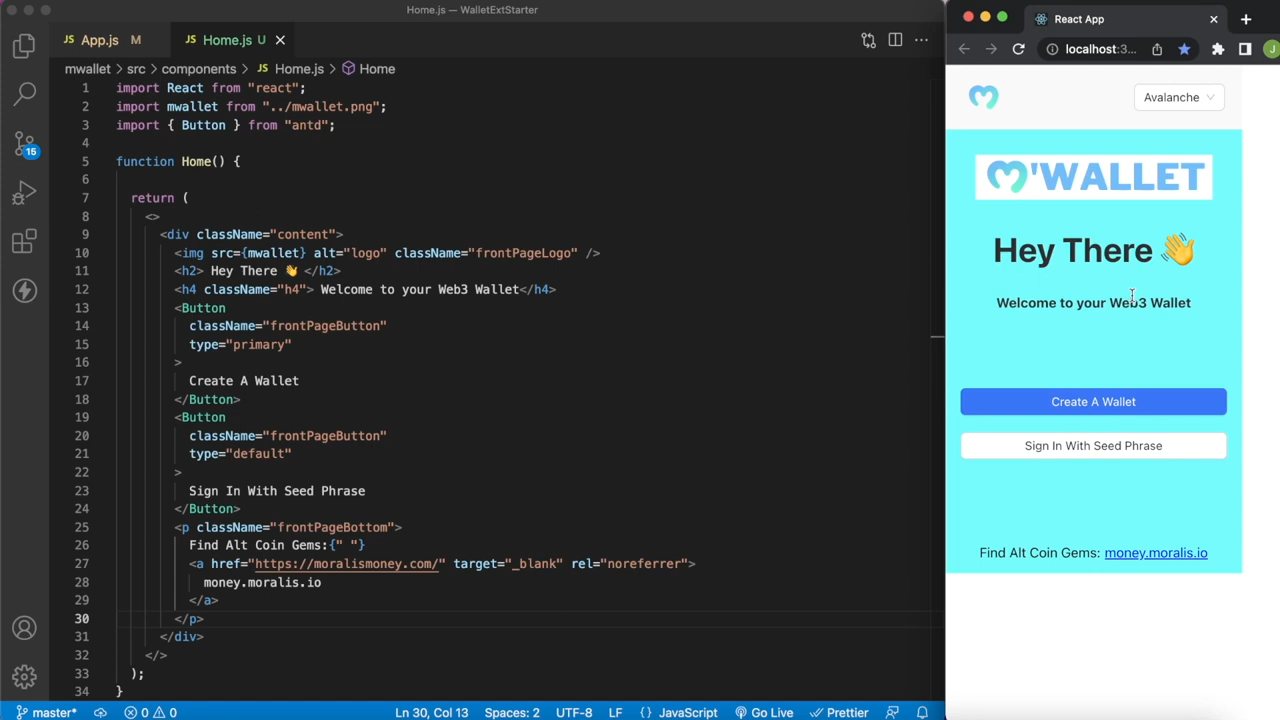 Home.js — WalletExtStarter
JS App.js M
JS Home.js U
mwallet > src > components > JS Home.js > Home
1 import React from "react";
2 import mwallet from "../mwallet.png";
3 import { Button } from "antd";
4
5 function Home() {
6
7 return (
8 <>
9 <div className="content">
10 <img src={mwallet} alt="logo" className="frontPageLogo" />
11 <h2> Hey There 👋 </h2>
12 <h4 className="h4"> Welcome to your Web3 Wallet</h4>
13 <Button
14 className="frontPageButton"
15 type="primary"
16 >
17 Create A Wallet
18 </Button>
19 <Button
20 className="frontPageButton"
21 type="default"
22 >
23 Sign In With Seed Phrase
24 </Button>
25 <p className="frontPageBottom">
26 Find Alt Coin Gems:{" "}
27 <a href="https://moralismoney.com/" target="_blank" rel="noreferrer">
28 money.moralis.io
29 </a>
30 </p>
31 </div>
32 </>
33 );
34 }
15
master* 0 0 Ln 30, Col 13 Spaces: 2 UTF-8 LF {} JavaScript Go Live Prettier
React App
localhost:3...
J
Avalanche
M'WALLET
Hey There 👋
Welcome to your Web3 Wallet
Create A Wallet
Sign In With Seed Phrase
Find Alt Coin Gems: money.moralis.io